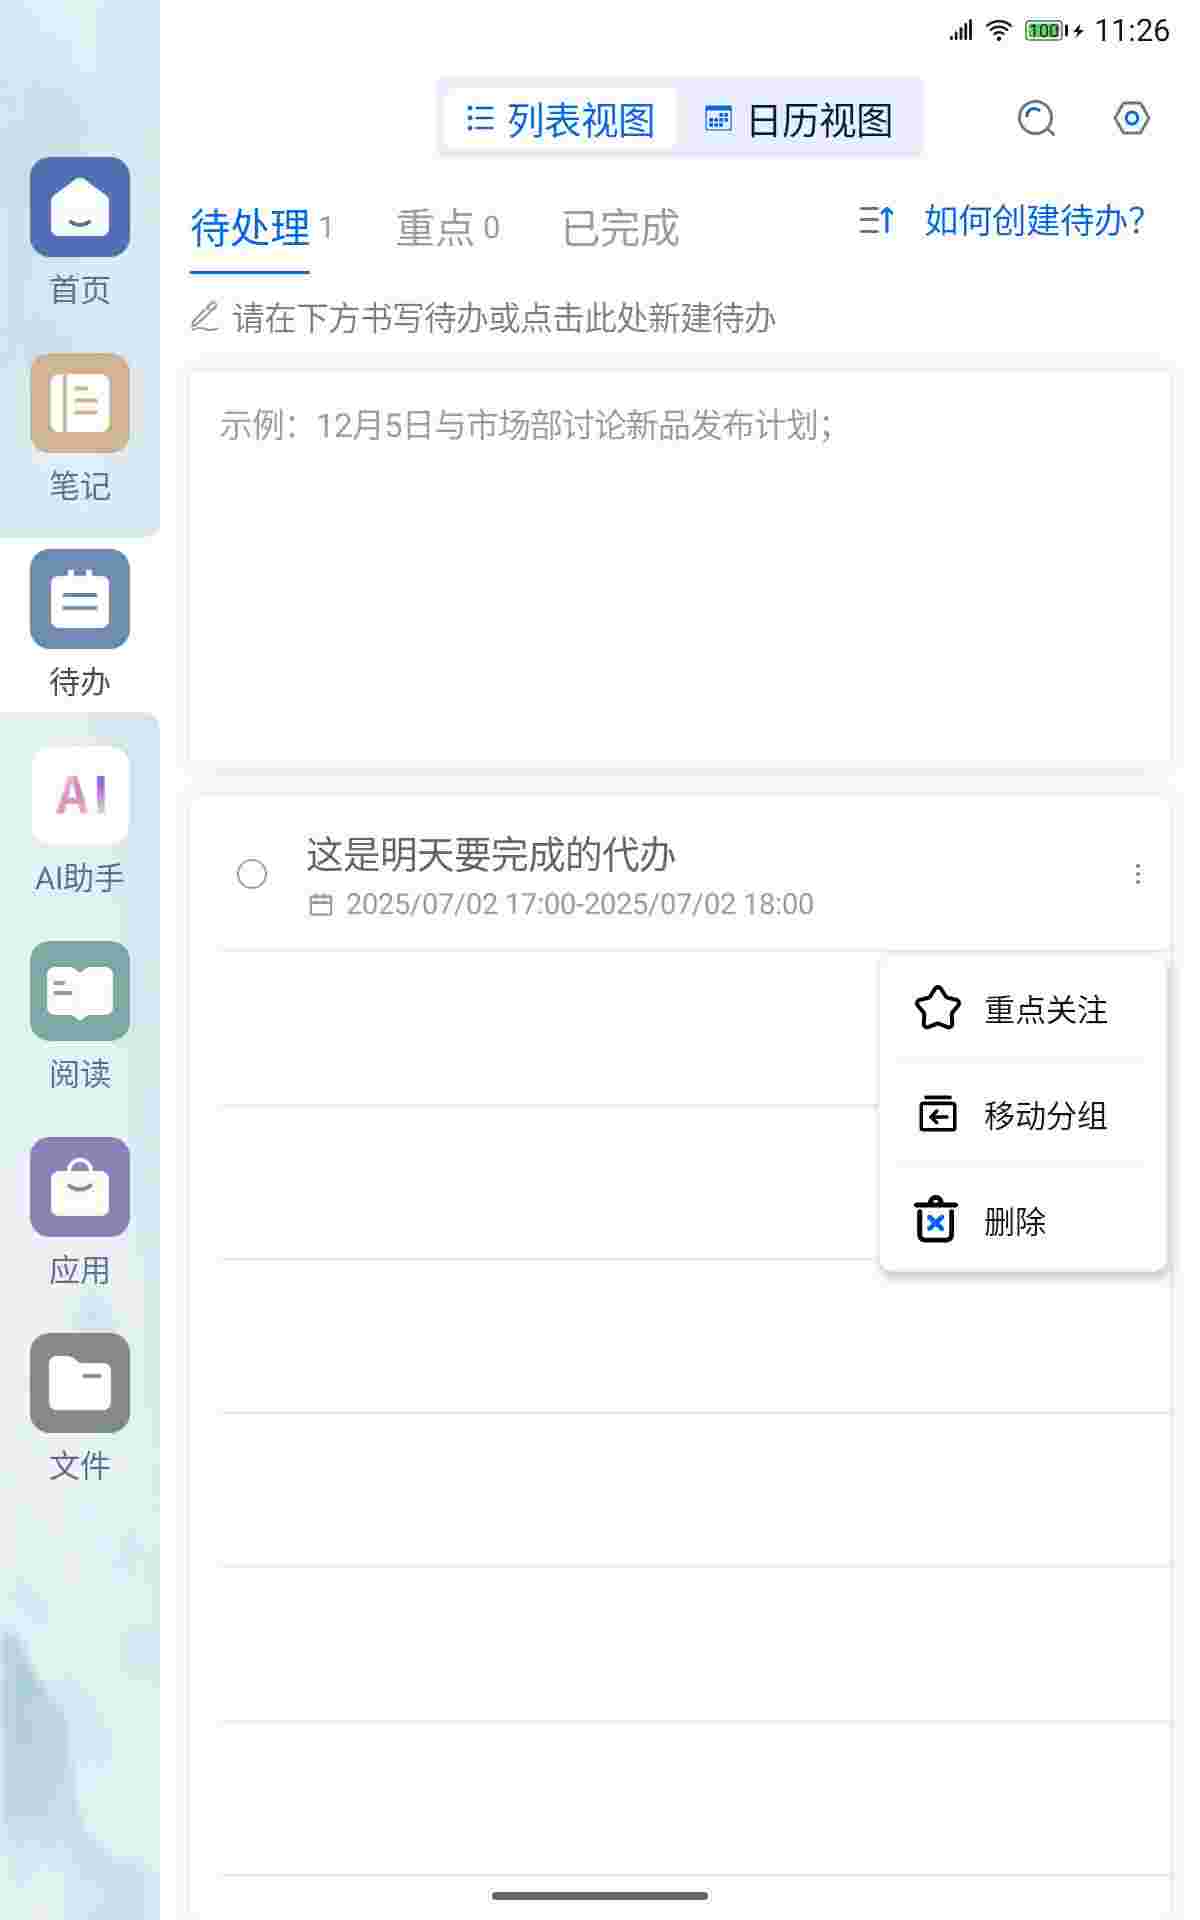 100 11:26
列表视图 日历视图
待处理 1 重点 0 已完成 如何创建待办?
请在下方书写待办或点击此处新建待办
示例：12月5日与市场部讨论新品发布计划；
首页
笔记
待办
AI
AI助手
阅读
应用
文件
这是明天要完成的代办
2025/07/02 17:00-2025/07/02 18:00
重点关注
移动分组
删除